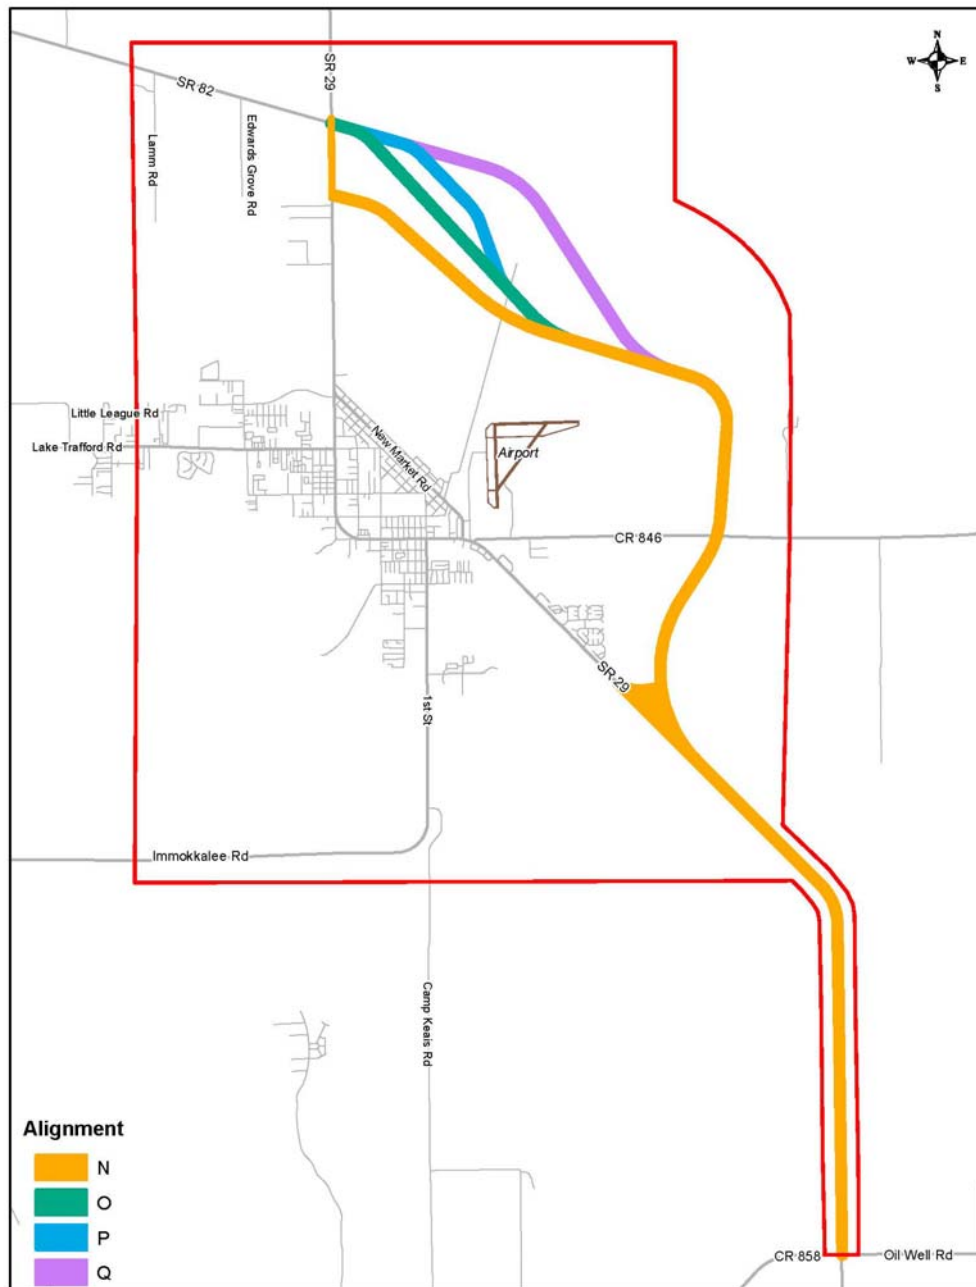 N
W E
S
SR 29
SR 82
Edwards Grove Rd
Lamm Rd
Little League Rd
Lake Trafford Rd
New Market Rd
Airport
CR 846
SR 29
1st St
Immokkalee Rd
Camp Keais Rd
Alignment
N
O
P
Q
CR 858
Oil Well Rd